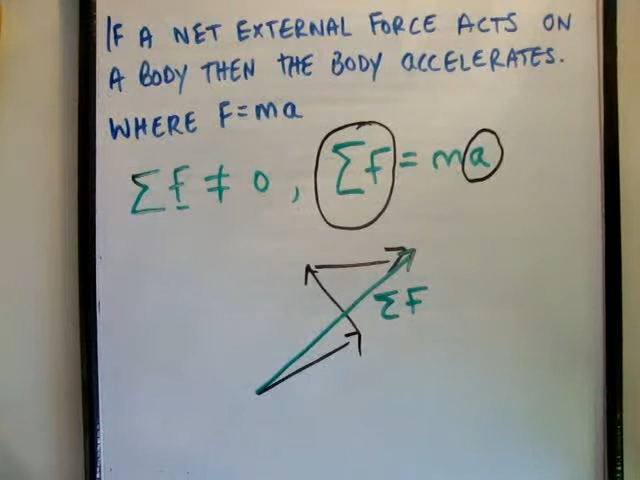 IF A NET EXTERNAL FORCE ACTS ON
A BODY THEN THE BODY ACCELERATES.
WHERE F=ma
ΣF ≠ 0, ΣF = ma
ΣF